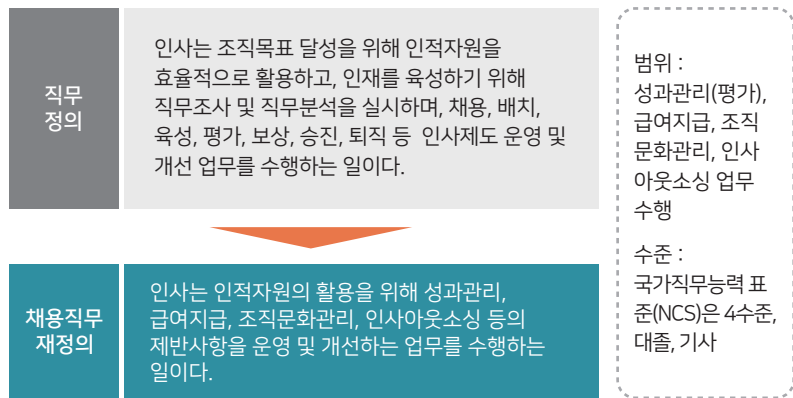 직무
정의
인사는 조직목표 달성을 위해 인적자원을
효율적으로 활용하고, 인재를 육성하기 위해
직무조사 및 직무분석을 실시하며, 채용, 배치,
육성, 평가, 보상, 승진, 퇴직 등 인사제도 운영 및
개선 업무를 수행하는 일이다.
채용직무
재정의
인사는 인적자원의 활용을 위해 성과관리,
급여지급, 조직문화관리, 인사아웃소싱 등의
제반사항을 운영 및 개선하는 업무를 수행하는
일이다.
범위 :
성과관리(평가),
급여지급, 조직
문화관리, 인사
아웃소싱 업무
수행
수준 :
국가직무능력 표
준(NCS)은 4수준,
대졸, 기사